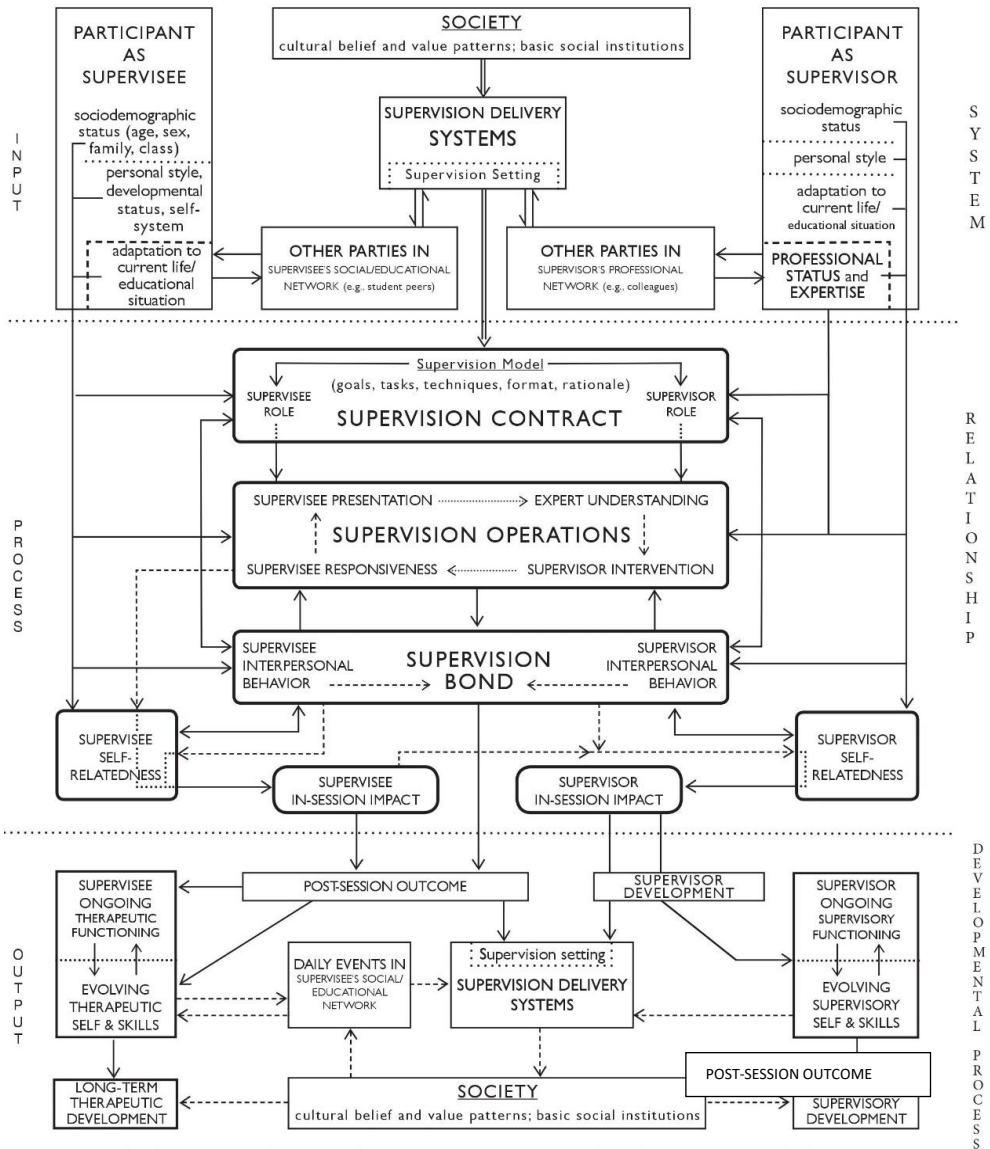 PARTICIPANT
AS
SUPERVISEE
sociodemographic
status (age, sex,
family, class)
personal style,
developmental
status, self-
system
adaptation to
current life/
educational
situation
SOCIETY
cultural belief and value patterns; basic social institutions
SUPERVISION DELIVERY
SYSTEMS
Supervision Setting
OTHER PARTIES IN
SUPERVISEE'S SOCIAL/EDUCATIONAL
NETWORK (e.g., student peers)
OTHER PARTIES IN
SUPERVISOR'S PROFESSIONAL
NETWORK (e.g., colleagues)
PARTICIPANT
AS
SUPERVISOR
sociodemographic
status
personal style
adaptation to
current life/
educational situation
PROFESSIONAL
STATUS and
EXPERTISE
INPUT
SYSTEM
Supervision Model
(goals, tasks, techniques, format, rationale)
SUPERVISEE
ROLE
SUPERVISOR
ROLE
SUPERVISION CONTRACT
SUPERVISEE PRESENTATION
EXPERT UNDERSTANDING
SUPERVISION OPERATIONS
SUPERVISEE RESPONSIVENESS
SUPERVISOR INTERVENTION
SUPERVISEE
INTERPERSONAL
BEHAVIOR
SUPERVISION
BOND
SUPERVISOR
INTERPERSONAL
BEHAVIOR
PROCESS
RELATIONSHIP
SUPERVISEE
SELF-
RELATEDNESS
SUPERVISEE
IN-SESSION IMPACT
SUPERVISOR
IN-SESSION IMPACT
SUPERVISOR
SELF-
RELATEDNESS
SUPERVISEE
ONGOING
THERAPEUTIC
FUNCTIONING
EVOLVING
THERAPEUTIC
SELF & SKILLS
POST-SESSION OUTCOME
SUPERVISOR
DEVELOPMENT
SUPERVISOR
ONGOING
SUPERVISORY
FUNCTIONING
EVOLVING
SUPERVISORY
SELF & SKILLS
DAILY EVENTS IN
SUPERVISEE'S SOCIAL/
EDUCATIONAL
NETWORK
Supervision setting
SUPERVISION DELIVERY
SYSTEMS
OUTPUT
DEVELOPMENTAL PROCESS
LONG-TERM
THERAPEUTIC
DEVELOPMENT
SOCIETY
cultural belief and value patterns; basic social institutions
POST-SESSION OUTCOME
SUPERVISORY
DEVELOPMENT